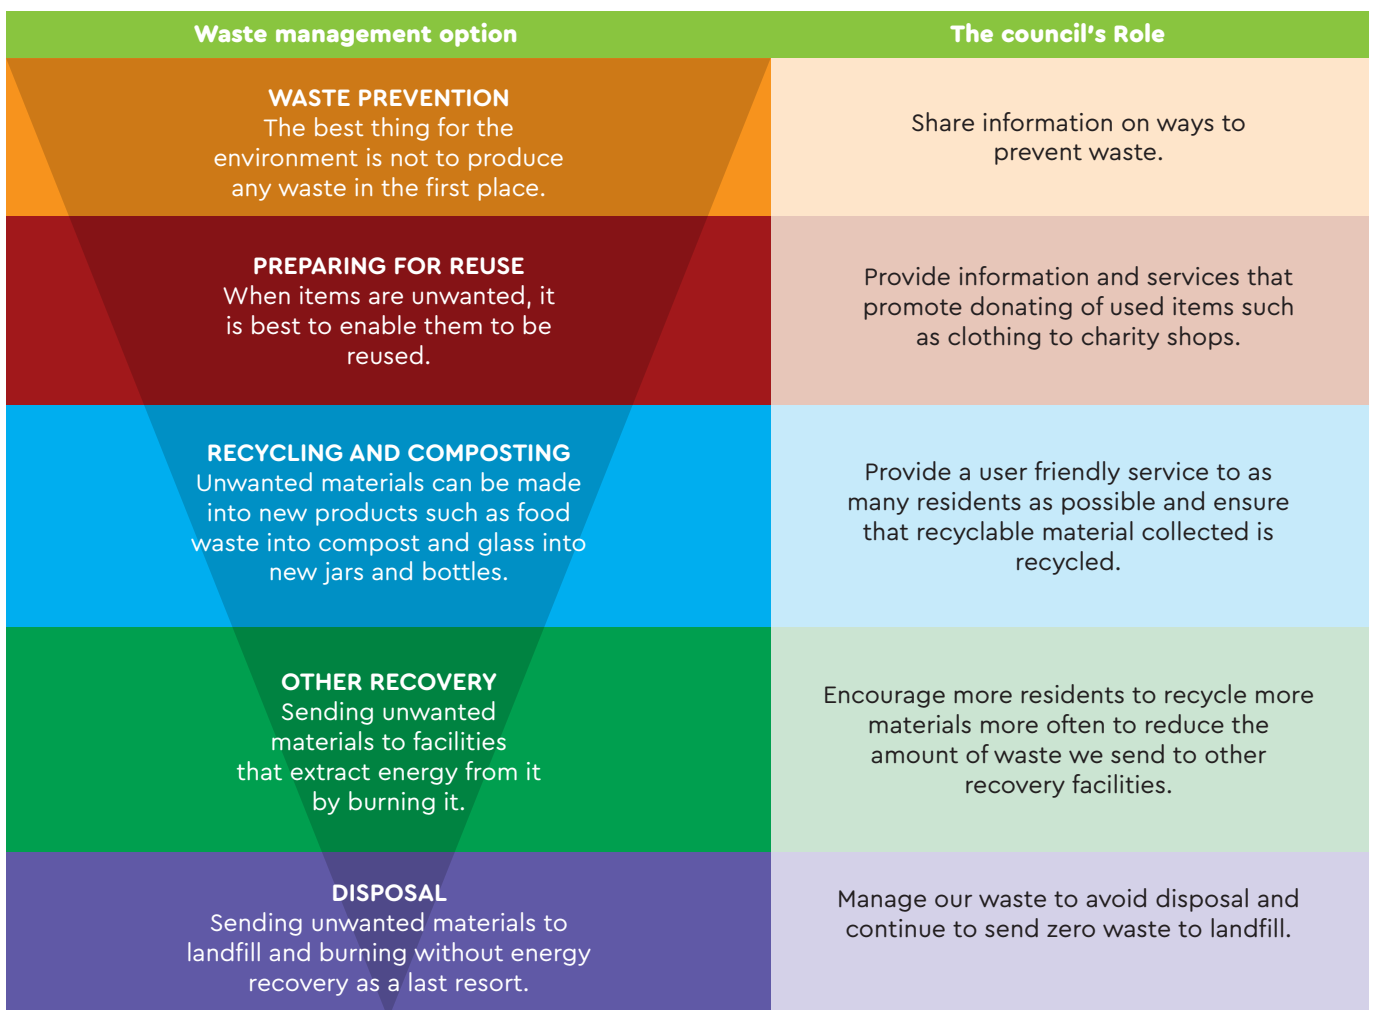 Waste management option
The council's Role
WASTE PREVENTION
The best thing for the
environment is not to produce
any waste in the first place.
Share information on ways to
prevent waste.
PREPARING FOR REUSE
When items are unwanted, it
is best to enable them to be
reused.
Provide information and services that
promote donating of used items such
as clothing to charity shops.
RECYCLING AND COMPOSTING
Unwanted materials can be made
into new products such as food
waste into compost and glass into
new jars and bottles.
Provide a user friendly service to as
many residents as possible and ensure
that recyclable material collected is
recycled.
OTHER RECOVERY
Sending unwanted
materials to facilities
that extract energy from it
by burning it.
Encourage more residents to recycle more
materials more often to reduce the
amount of waste we send to other
recovery facilities.
DISPOSAL
Sending unwanted materials to
landfill and burning without energy
recovery as a last resort.
Manage our waste to avoid disposal and
continue to send zero waste to landfill.